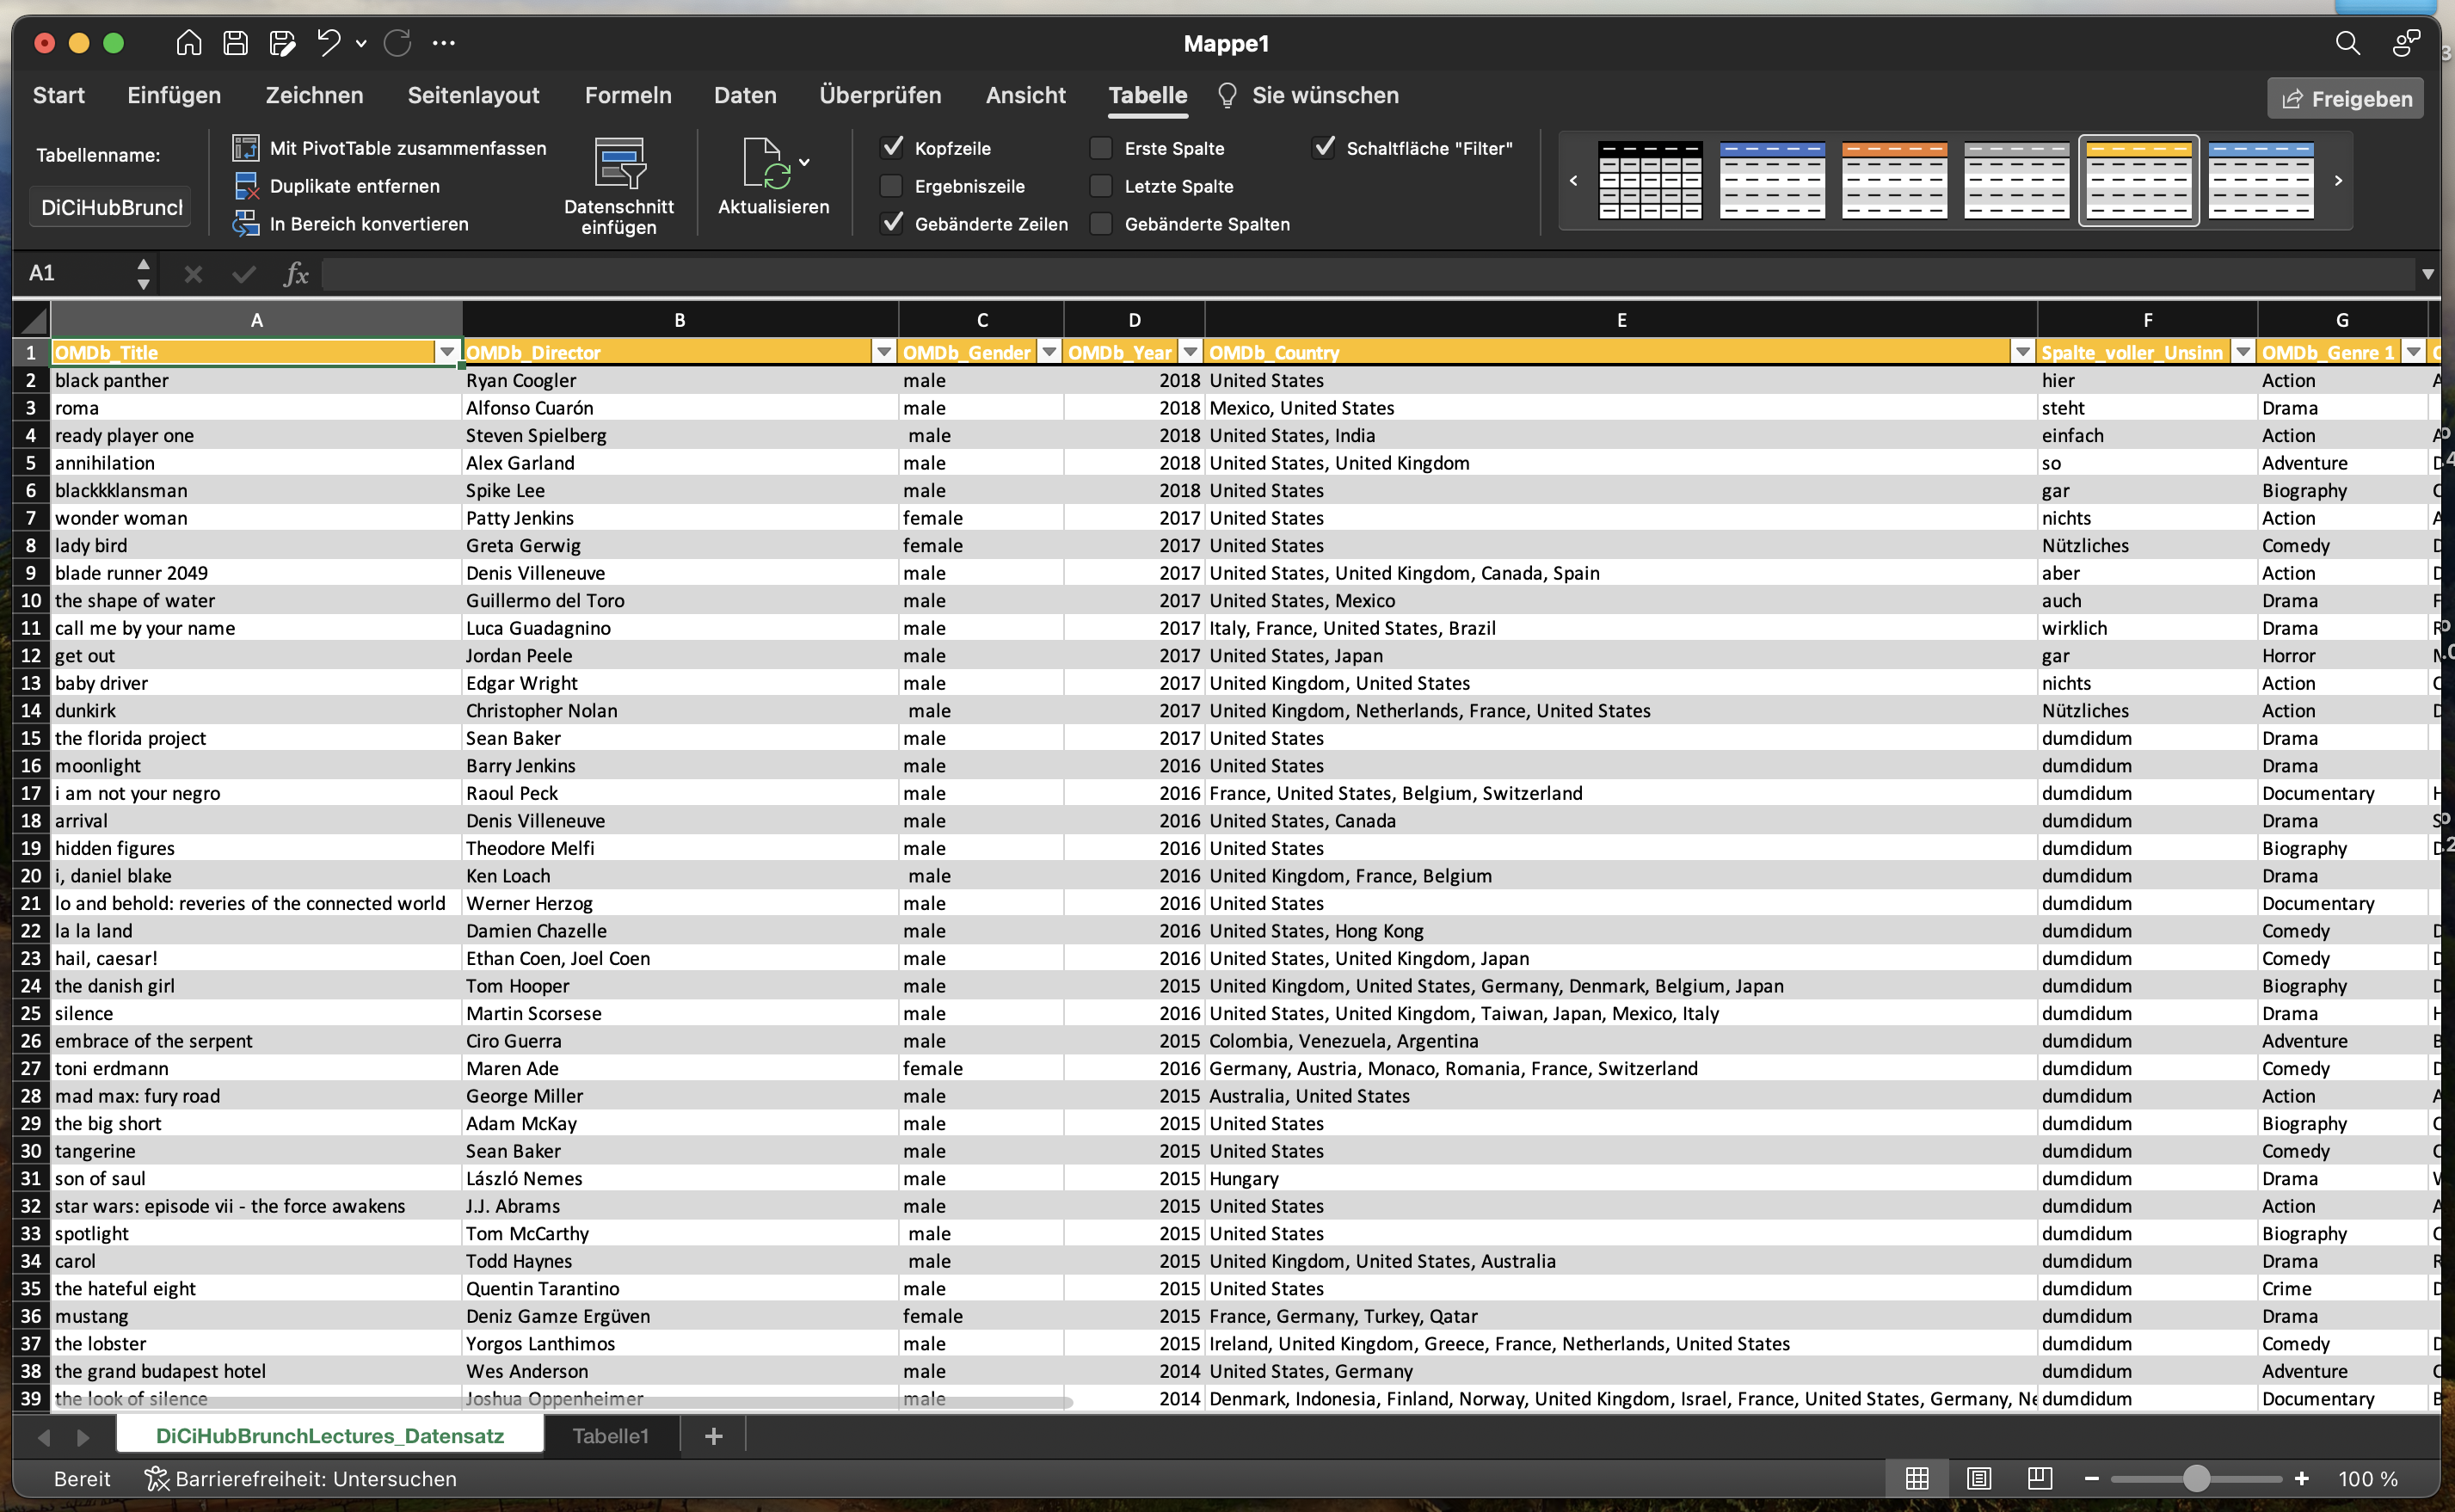 Mappe1
Start Einfügen Zeichnen Seitenlayout Formeln Daten Überprüfen Ansicht Tabelle Sie wünschen Freigeben
Tabellenname:
DiCiHubBrunch
Mit PivotTable zusammenfassen
Duplikate entfernen
In Bereich konvertieren
Datenschnitt
einfügen
Aktualisieren
Kopfzeile Erste Spalte Schaltfläche "Filter"
Ergebniszeile Letzte Spalte
Gebänderte Zeilen Gebänderte Spalten
A1 fx
A B C D E F G
1 OMDb_Title OMDb_Director OMDb_Gender OMDb_Year OMDb_Country Spalte_voller_Unsinn OMDb_Genre 1
2 black panther Ryan Coogler male 2018 United States hier Action
3 roma Alfonso Cuarón male 2018 Mexico, United States steht Drama
4 ready player one Steven Spielberg male 2018 United States, India einfach Action
5 annihilation Alex Garland male 2018 United States, United Kingdom so Adventure
6 blackkklansman Spike Lee male 2018 United States gar Biography
7 wonder woman Patty Jenkins female 2017 United States nichts Action
8 lady bird Greta Gerwig female 2017 United States Nützliches Comedy
9 blade runner 2049 Denis Villeneuve male 2017 United States, United Kingdom, Canada, Spain aber Action
10 the shape of water Guillermo del Toro male 2017 United States, Mexico auch Drama
11 call me by your name Luca Guadagnino male 2017 Italy, France, United States, Brazil wirklich Drama
12 get out Jordan Peele male 2017 United States, Japan gar Horror
13 baby driver Edgar Wright male 2017 United Kingdom, United States nichts Action
14 dunkirk Christopher Nolan male 2017 United Kingdom, Netherlands, France, United States Nützliches Action
15 the florida project Sean Baker male 2017 United States dumdidum Drama
16 moonlight Barry Jenkins male 2016 United States dumdidum Drama
17 i am not your negro Raoul Peck male 2016 France, United States, Belgium, Switzerland dumdidum Documentary
18 arrival Denis Villeneuve male 2016 United States, Canada dumdidum Drama
19 hidden figures Theodore Melfi male 2016 United States dumdidum Biography
20 i, daniel blake Ken Loach male 2016 United Kingdom, France, Belgium dumdidum Drama
21 lo and behold: reveries of the connected world Werner Herzog male 2016 United States dumdidum Documentary
22 la la land Damien Chazelle male 2016 United States, Hong Kong dumdidum Comedy
23 hail, caesar! Ethan Coen, Joel Coen male 2016 United States, United Kingdom, Japan dumdidum Comedy
24 the danish girl Tom Hooper male 2015 United Kingdom, United States, Germany, Denmark, Belgium, Japan dumdidum Biography
25 silence Martin Scorsese male 2016 United States, United Kingdom, Taiwan, Japan, Mexico, Italy dumdidum Drama
26 embrace of the serpent Ciro Guerra male 2015 Colombia, Venezuela, Argentina dumdidum Adventure
27 toni erdmann Maren Ade female 2016 Germany, Austria, Monaco, Romania, France, Switzerland dumdidum Comedy
28 mad max: fury road George Miller male 2015 Australia, United States dumdidum Action
29 the big short Adam McKay male 2015 United States dumdidum Biography
30 tangerine Sean Baker male 2015 United States dumdidum Comedy
31 son of saul László Nemes male 2015 Hungary dumdidum Drama
32 star wars: episode vii - the force awakens J.J. Abrams male 2015 United States dumdidum Action
33 spotlight Tom McCarthy male 2015 United States dumdidum Biography
34 carol Todd Haynes male 2015 United Kingdom, United States, Australia dumdidum Drama
35 the hateful eight Quentin Tarantino male 2015 United States dumdidum Crime
36 mustang Deniz Gamze Ergüven female 2015 France, Germany, Turkey, Qatar dumdidum Drama
37 the lobster Yorgos Lanthimos male 2015 Ireland, United Kingdom, Greece, France, Netherlands, United States dumdidum Comedy
38 the grand budapest hotel Wes Anderson male 2014 United States, Germany dumdidum Adventure
39 the look of silence Joshua Oppenheimer male 2014 Denmark, Indonesia, Finland, Norway, United Kingdom, Israel, France, United States, Germany, Ne dumdidum Documentary
DiCiHubBrunchLectures_Datensatz Tabelle1
Bereit Barrierefreiheit: Untersuchen 100 %